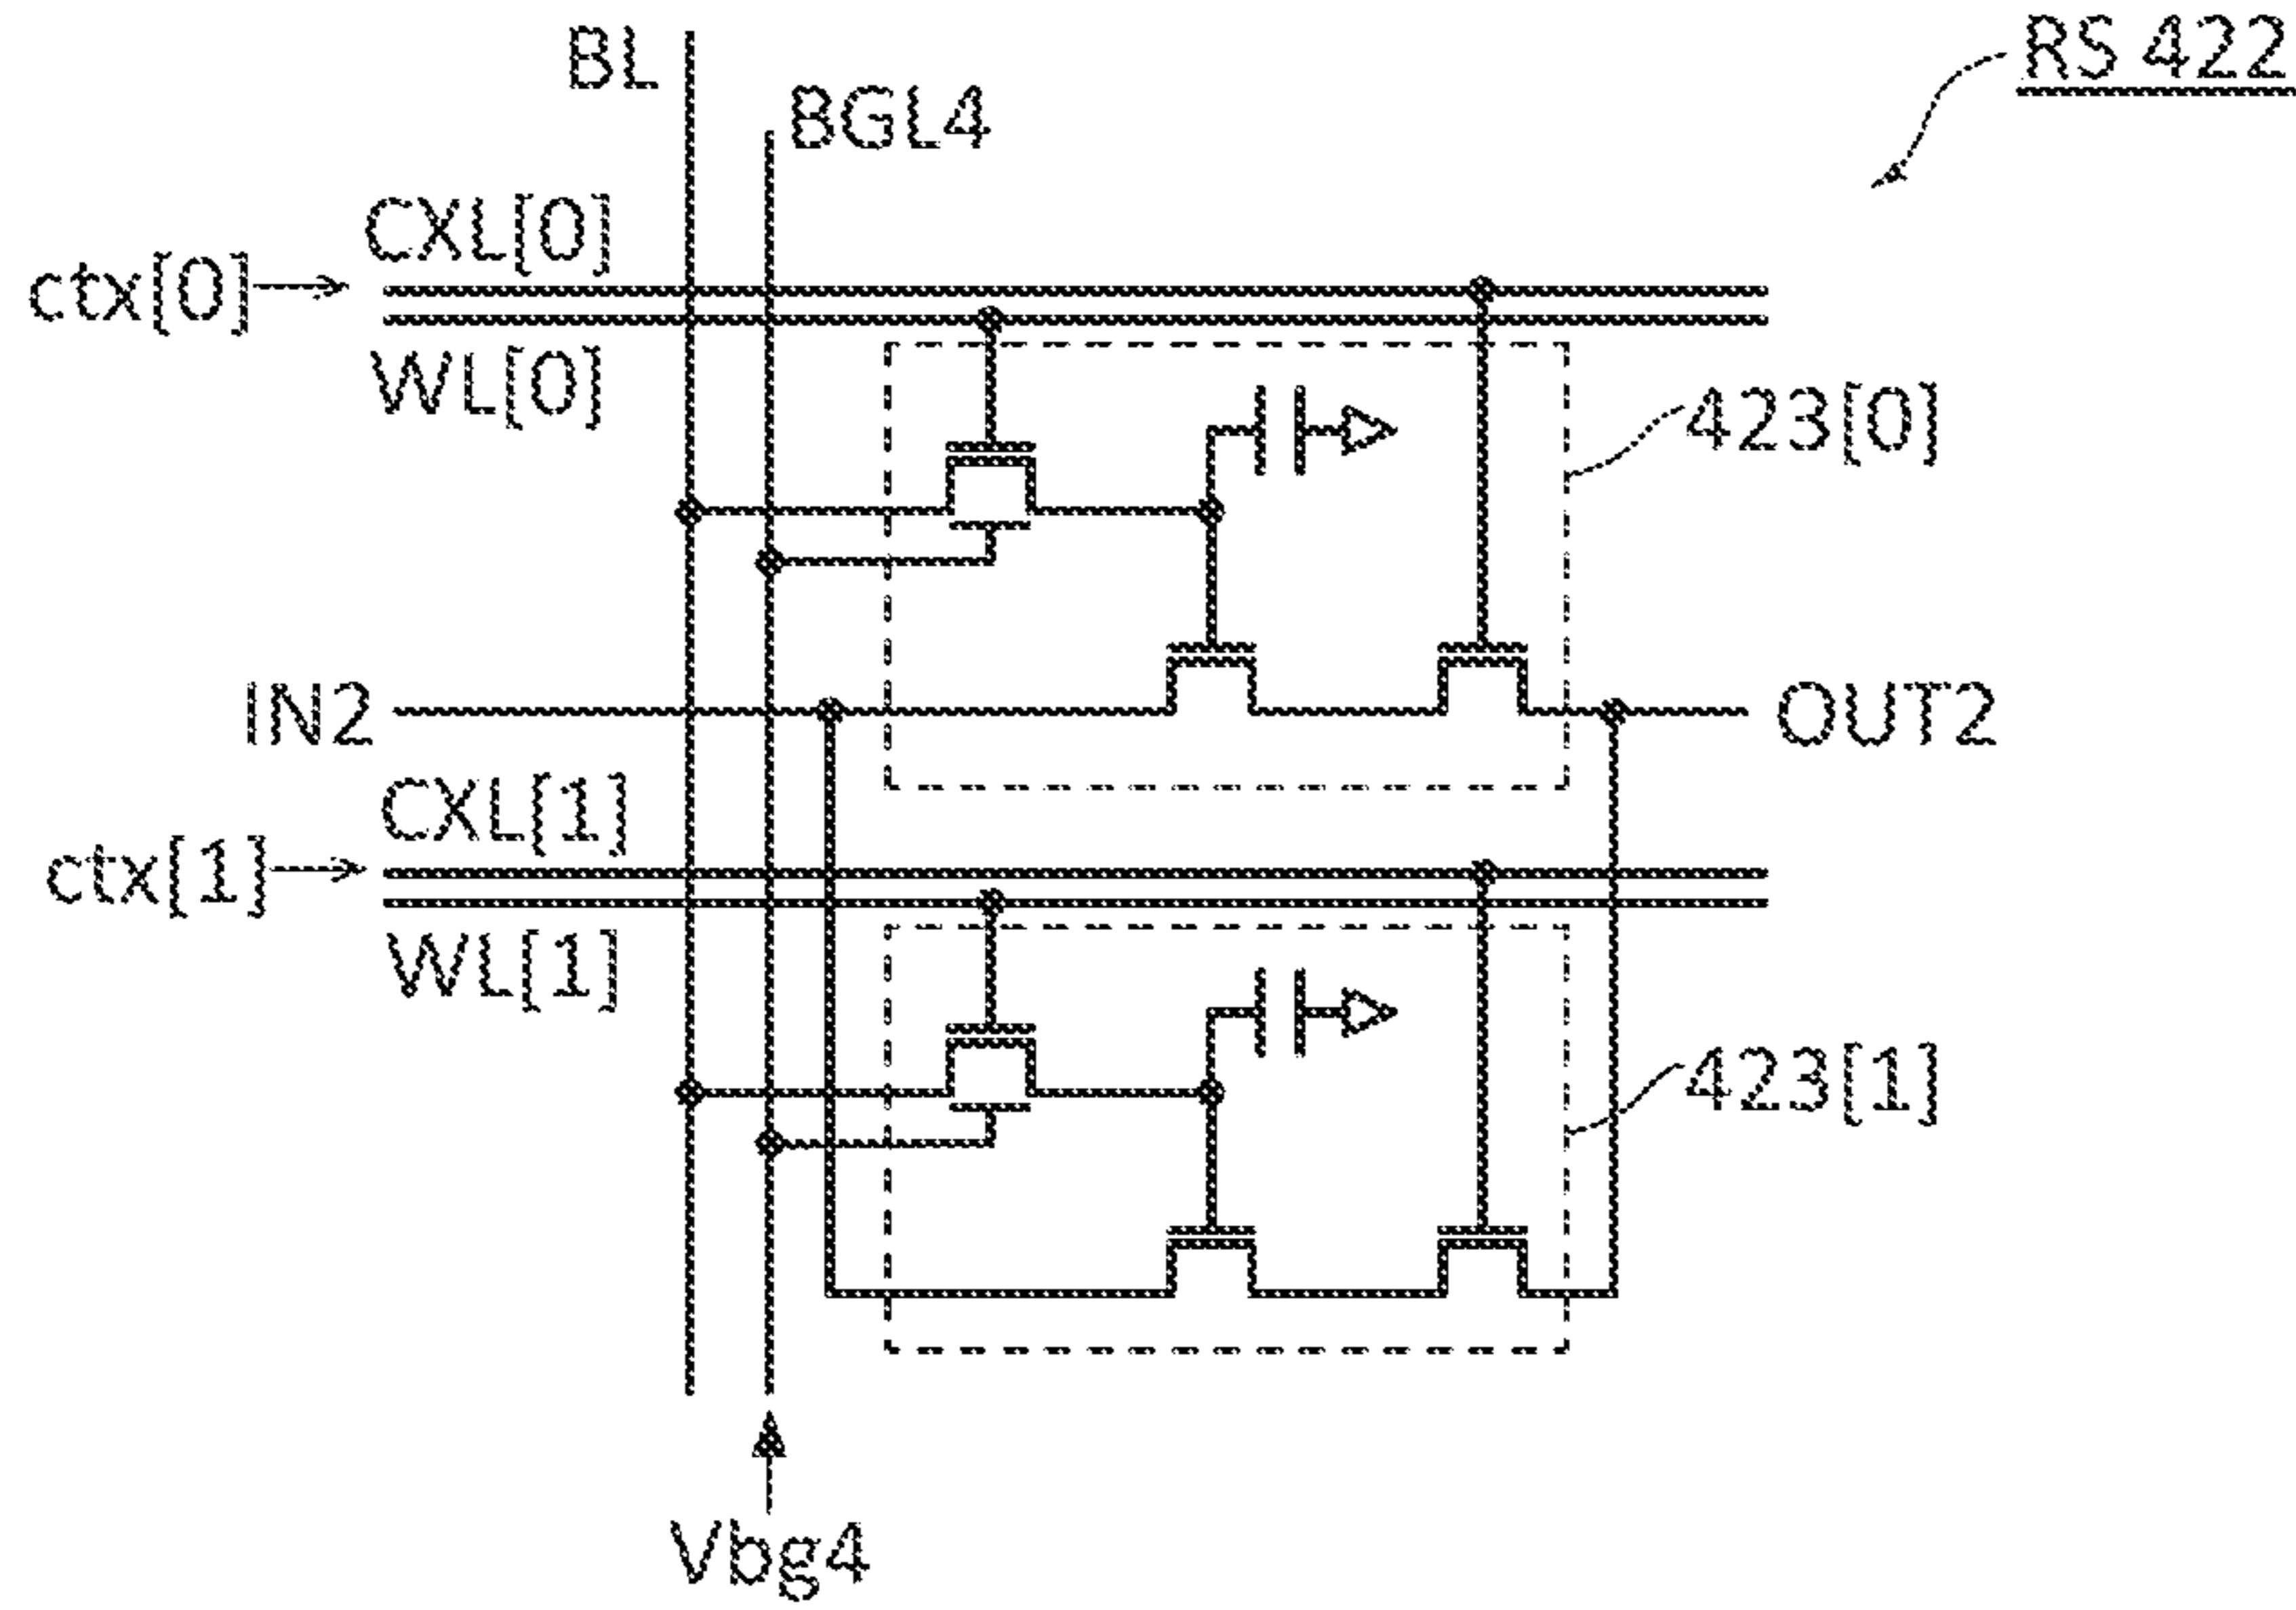 BL
RS 422
BGL4
CXL[0]
ctx[0]
WL[0]
423[0]
IN2
OUT2
CXL[1]
ctx[1]
WL[1]
423[1]
Vbg4